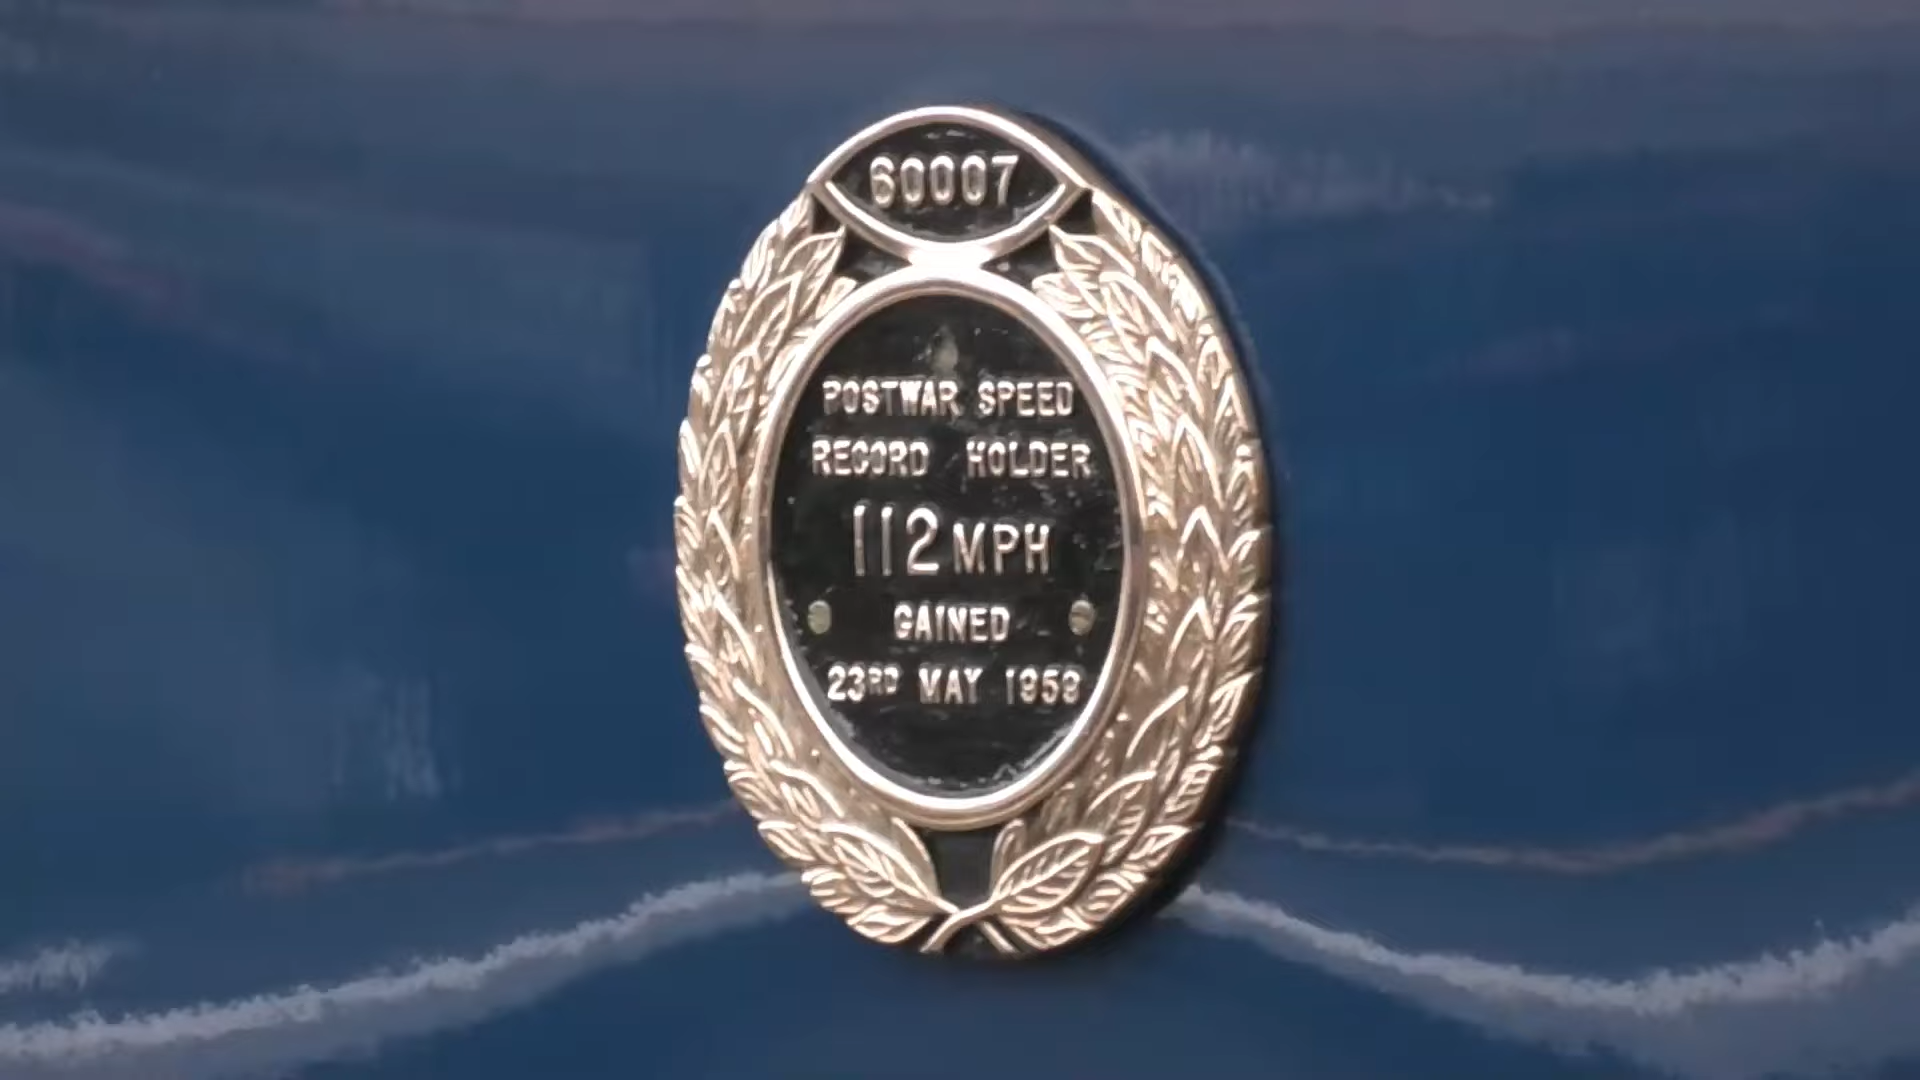 60007
POSTWAR SPEED
RECORD HOLDER
112 MPH
GAINED
23RD MAY 1959